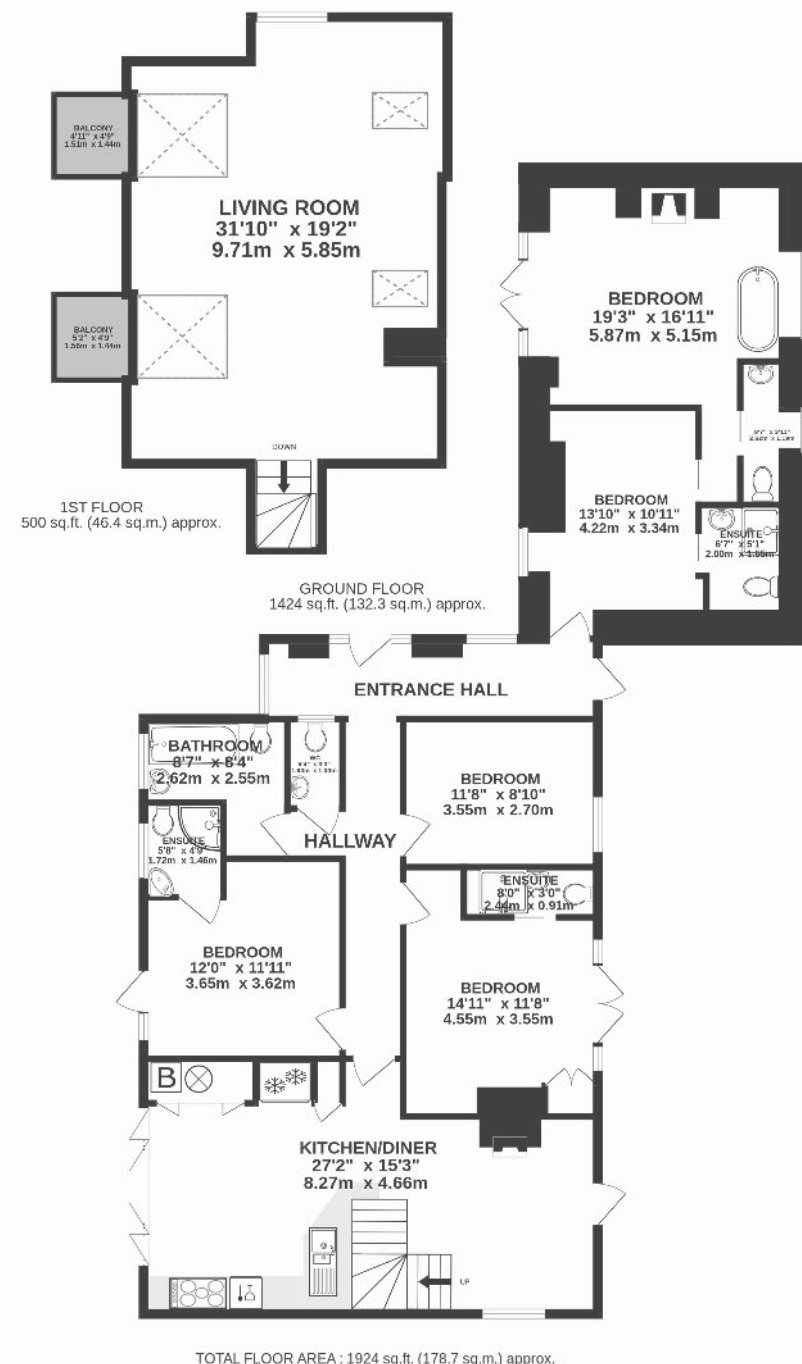 BALCONY
4'11" x 4'9"
1.51m x 1.44m
LIVING ROOM
31'10" x 19'2"
9.71m x 5.85m
BALCONY
5'2" x 4'9"
1.58m x 1.44m
DOWN
1ST FLOOR
500 sq.ft. (46.4 sq.m.) approx.
BEDROOM
19'3" x 16'11"
5.87m x 5.15m
BEDROOM
13'10" x 10'11"
4.22m x 3.34m
ENSUITE
6'7" x 5'1"
2.00m x 1.55m
GROUND FLOOR
1424 sq.ft. (132.3 sq.m.) approx.
ENTRANCE HALL
BATHROOM
8'7" x 8'4"
2.62m x 2.55m
WC
BEDROOM
11'8" x 8'10"
3.55m x 2.70m
HALLWAY
ENSUITE
5'8" x 4'9"
1.72m x 1.46m
ENSUITE
8'0" x 3'0"
2.44m x 0.91m
BEDROOM
12'0" x 11'11"
3.65m x 3.62m
BEDROOM
14'11" x 11'8"
4.55m x 3.55m
B
KITCHEN/DINER
27'2" x 15'3"
8.27m x 4.66m
UP
TOTAL FLOOR AREA : 1924 sq.ft. (178.7 sq.m.) approx.